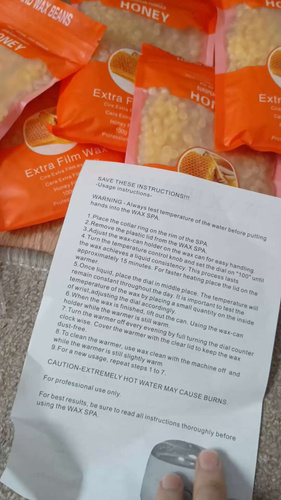 HONEY
WAX BEANS
HONEY
Extra F
Cire Extra Film
HO
Extr
Extra Film Wax
SAVE THESE INSTRUCTIONS!!!
-Usage instructions-
WARNING - Always test temperature of the water before putting
hands into the WAX SPA
1.Place the collar ring on the rim of the SPA.
2.Remove the plastic lid from the WAX SPA.
3.Adjust the wax-can holder on the wax can for easy handling
4.Turn the temperature control knob and set the dial on "100" until
the wax achieves a liquid consistency. This process lasts
approximately 15 minutes. For faster heating place the lid on the
warmer.
5.Once liquid, place the dial in middle place. The temperature will
remain constant throughout the day. It is important to test the
temperature of the wax by placing a small quantity on the inside
of wrist,adjusting the dial accordingly.
6.When the wax is finished, lift out the can. Using the wax-can
holder while the warmer is still warm.
7.Turn the warmer off every evening by full turning the dial counter
clock wise. Cover the warmer with the clear lid to keep the wax
dust-free.
8.To clean the warmer, use wax clean with the machine off and
while the warmer is still slightly warm
9.For a new usage, repeat steps 1 to 7.
CAUTION-EXTREMELY HOT WATER MAY CAUSE BURNS.
For professional use only.
For best results, be sure to read all instructions thoroughly before
using the WAX SPA